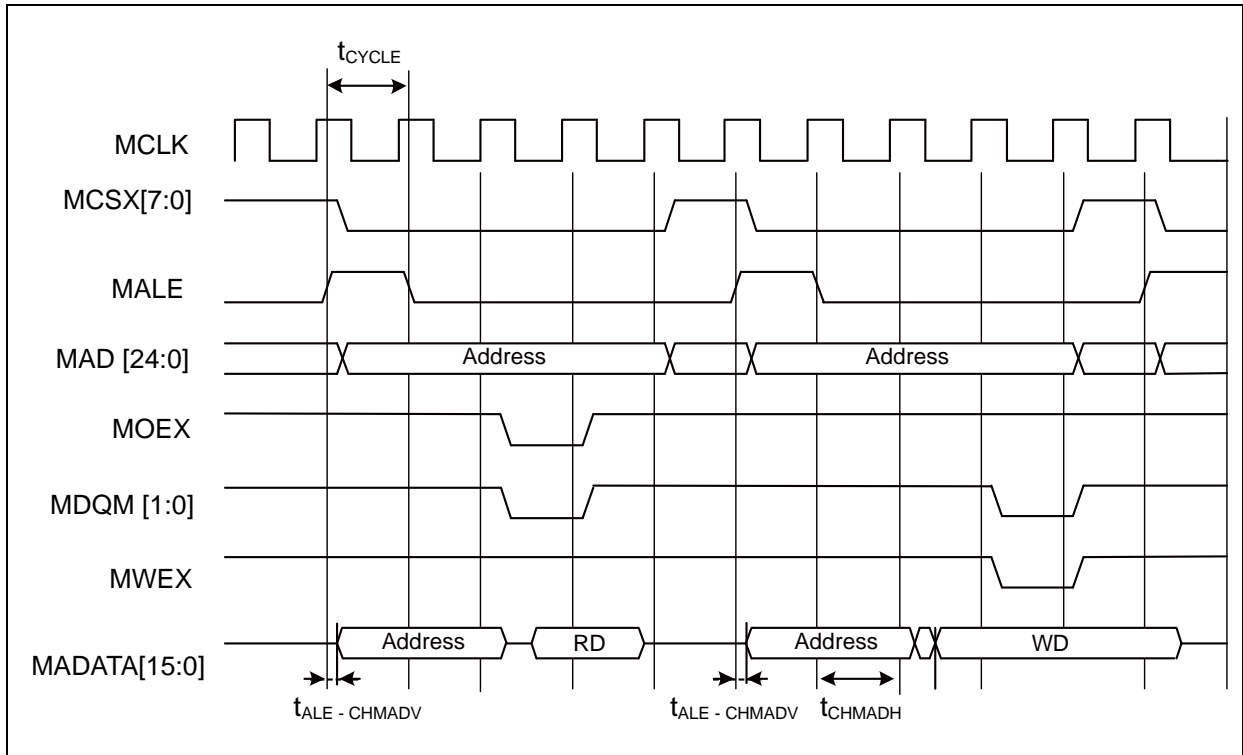 tCYCLE
MCLK
MCSX[7:0]
MALE
MAD [24:0] Address Address
MOEX
MDQM [1:0]
MWEX
MADATA[15:0] Address RD Address WD
tALE - CHMADV tALE - CHMADV tCHMADH